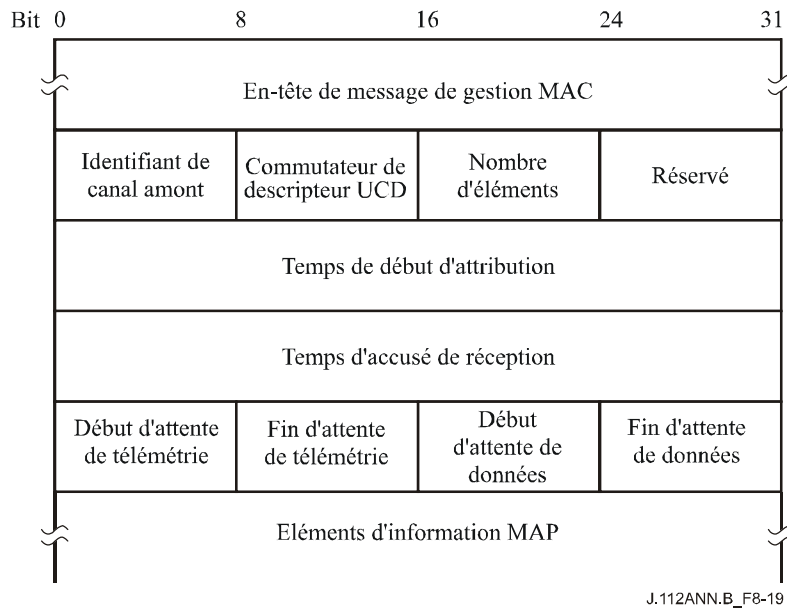 Bit 0 8 16 24 31
En-tête de message de gestion MAC
Identifiant de
canal amont
Commutateur de
descripteur UCD
Nombre
d'éléments
Réservé
Temps de début d'attribution
Temps d'accusé de réception
Début d'attente
de télémétrie
Fin d'attente
de télémétrie
Début
d'attente de
données
Fin d'attente
de données
Eléments d'information MAP
J.112ANN.B_F8-19